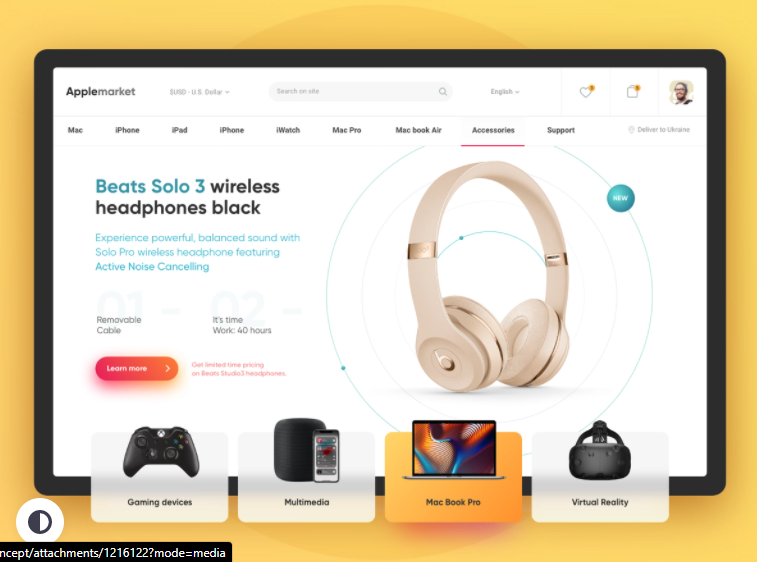 Applemarket
$USD - U.S. Dollar
Search on site
English
Mac
iPhone
iPad
iPhone
iWatch
Mac Pro
Mac book Air
Accessories
Support
Deliver to Ukraine
Beats Solo 3 wireless
headphones black
NEW
Experience powerful, balanced sound with
Solo Pro wireless headphone featuring
Active Noise Cancelling
01 - 02 -
Removable
Cable
It's time
Work: 40 hours
Learn more
Get limited time pricing
on Beats Studio3 headphones.
Gaming devices
Multimedia
Mac Book Pro
Virtual Reality
ncept/attachments/1216122?mode=media